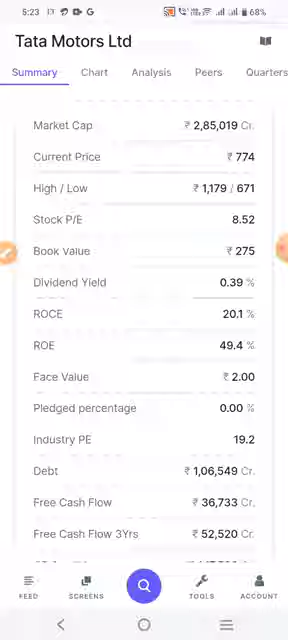 5:23 68%
Tata Motors Ltd
Summary Chart Analysis Peers Quarters
Market Cap ₹ 2,85,019 Cr.
Current Price ₹ 774
High / Low ₹ 1,179 / 671
Stock P/E 8.52
Book Value ₹ 275
Dividend Yield 0.39 %
ROCE 20.1 %
ROE 49.4 %
Face Value ₹ 2.00
Pledged percentage 0.00 %
Industry PE 19.2
Debt ₹ 1,06,549 Cr.
Free Cash Flow ₹ 36,733 Cr.
Free Cash Flow 3Yrs ₹ 52,520 Cr.
FEED SCREENS TOOLS ACCOUNT